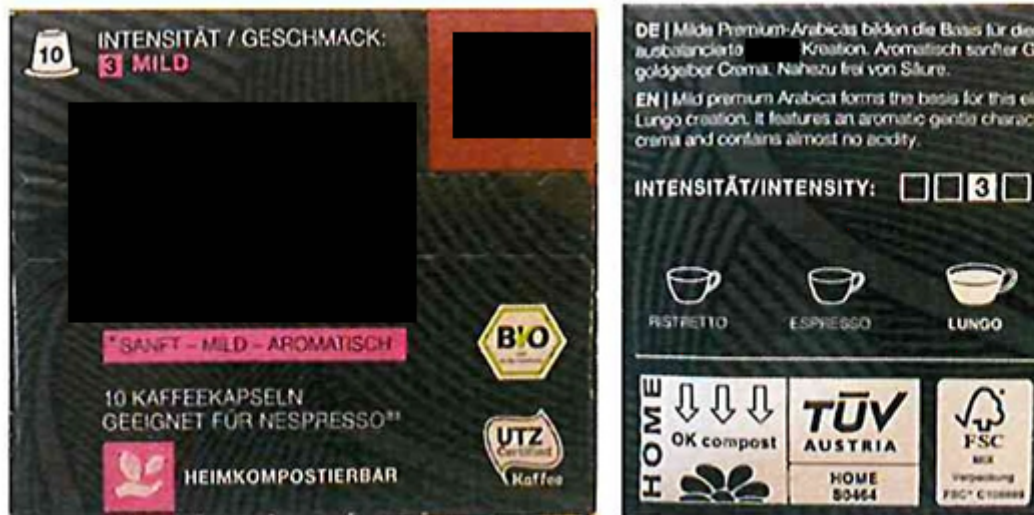 10
INTENSITÄT / GESCHMACK:
3 MILD
*SANFT – MILD – AROMATISCH
BIO
10 KAFFEEKAPSELN
GEEIGNET FÜR NESPRESSO
UTZ
Certified
Kaffee
HEIMKOMPOSTIERBAR
DE | Milde Premium-Arabicas bilden die Basis für die
ausbalancierte Kreation. Aromatisch sanfter
goldgelber Crema. Nahezu frei von Säure.
EN | Mild premium Arabica forms the basis for this
Lungo creation. It features an aromatic gentle
crema and contains almost no acidity.
INTENSITÄT/INTENSITY: 3
RISTRETTO
ESPRESSO
LUNGO
HOME
OK compost
TÜV
AUSTRIA
HOME
S0464
FSC
MIX
Verpackung